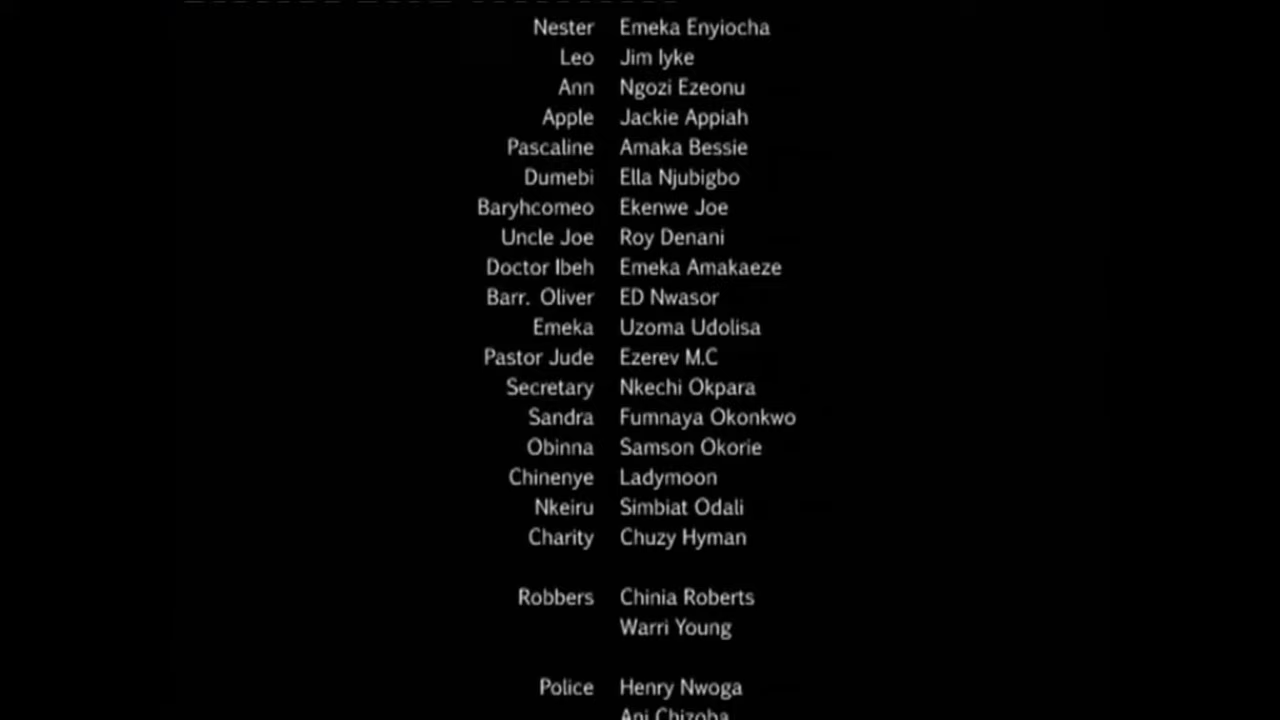 Nester Emeka Enyiocha
Leo Jim Iyke
Ann Ngozi Ezeonu
Apple Jackie Appiah
Pascaline Amaka Bessie
Dumebi Ella Njubigbo
Baryhcomeo Ekenwe Joe
Uncle Joe Roy Denani
Doctor Ibeh Emeka Amakaeze
Barr. Oliver ED Nwasor
Emeka Uzoma Udolisa
Pastor Jude Ezerev M.C
Secretary Nkechi Okpara
Sandra Fumnaya Okonkwo
Obinna Samson Okorie
Chinenye Ladymoon
Nkeiru Simbiat Odali
Charity Chuzy Hyman
Robbers Chinia Roberts
Warri Young
Police Henry Nwoga
Ani Chizoba